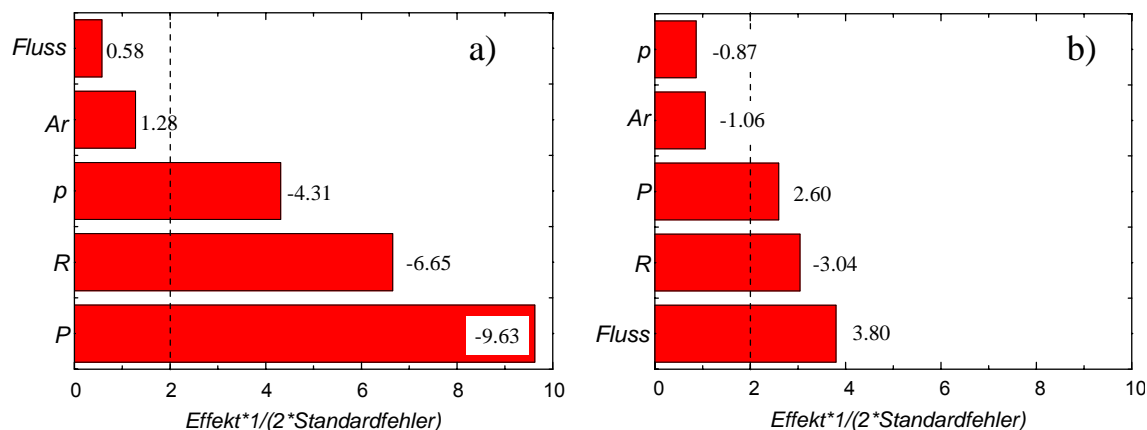 a)
Fluss
0.58
Ar
1.28
p
-4.31
R
-6.65
P
-9.63
0 2 4 6 8 10
Effekt*1/(2*Standardfehler)
b)
p
-0.87
Ar
-1.06
P
2.60
R
-3.04
Fluss
3.80
0 2 4 6 8 10
Effekt*1/(2*Standardfehler)